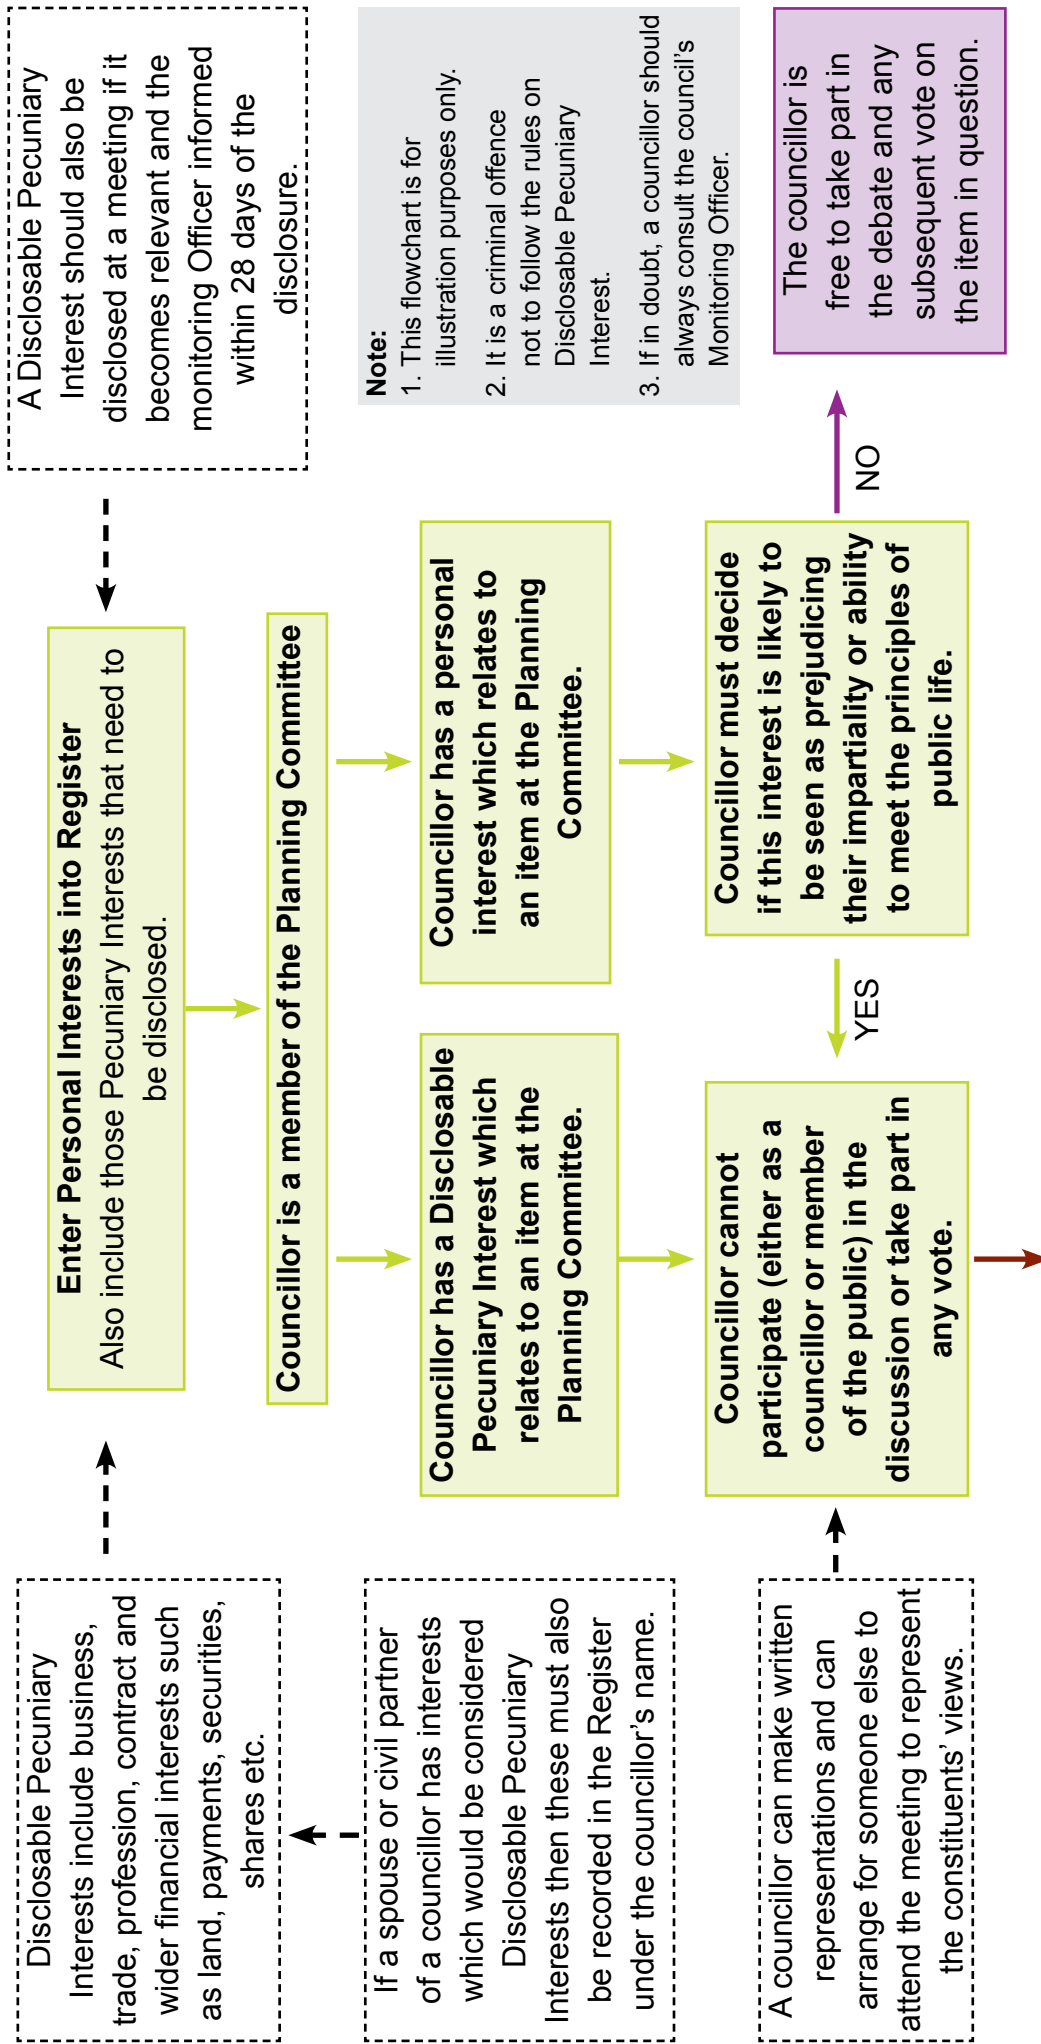 Disclosable Pecuniary
Interests include business,
trade, profession, contract and
wider financial interests such
as land, payments, securities,
shares etc.
Enter Personal Interests into Register
Also include those Pecuniary Interests that need to
be disclosed.
A Disclosable Pecuniary
Interest should also be
disclosed at a meeting if it
becomes relevant and the
monitoring Officer informed
within 28 days of the
disclosure.
Councillor is a member of the Planning Committee
If a spouse or civil partner
of a councillor has interests
which would be considered
Disclosable Pecuniary
Interests then these must also
be recorded in the Register
under the councillor's name.
Councillor has a Disclosable
Pecuniary Interest which
relates to an item at the
Planning Committee.
Councillor has a personal
interest which relates to
an item at the Planning
Committee.
Note:
1. This flowchart is for
illustration purposes only.
2. It is a criminal offence
not to follow the rules on
Disclosable Pecuniary
Interest.
3. If in doubt, a councillor should
always consult the council's
Monitoring Officer.
A councillor can make written
representations and can
arrange for someone else to
attend the meeting to represent
the constituents' views.
Councillor cannot
participate (either as a
councillor or member
of the public) in the
discussion or take part in
any vote.
YES
Councillor must decide
if this interest is likely to
be seen as prejudicing
their impartiality or ability
to meet the principles of
public life.
NO
The councillor is
free to take part in
the debate and any
subsequent vote on
the item in question.